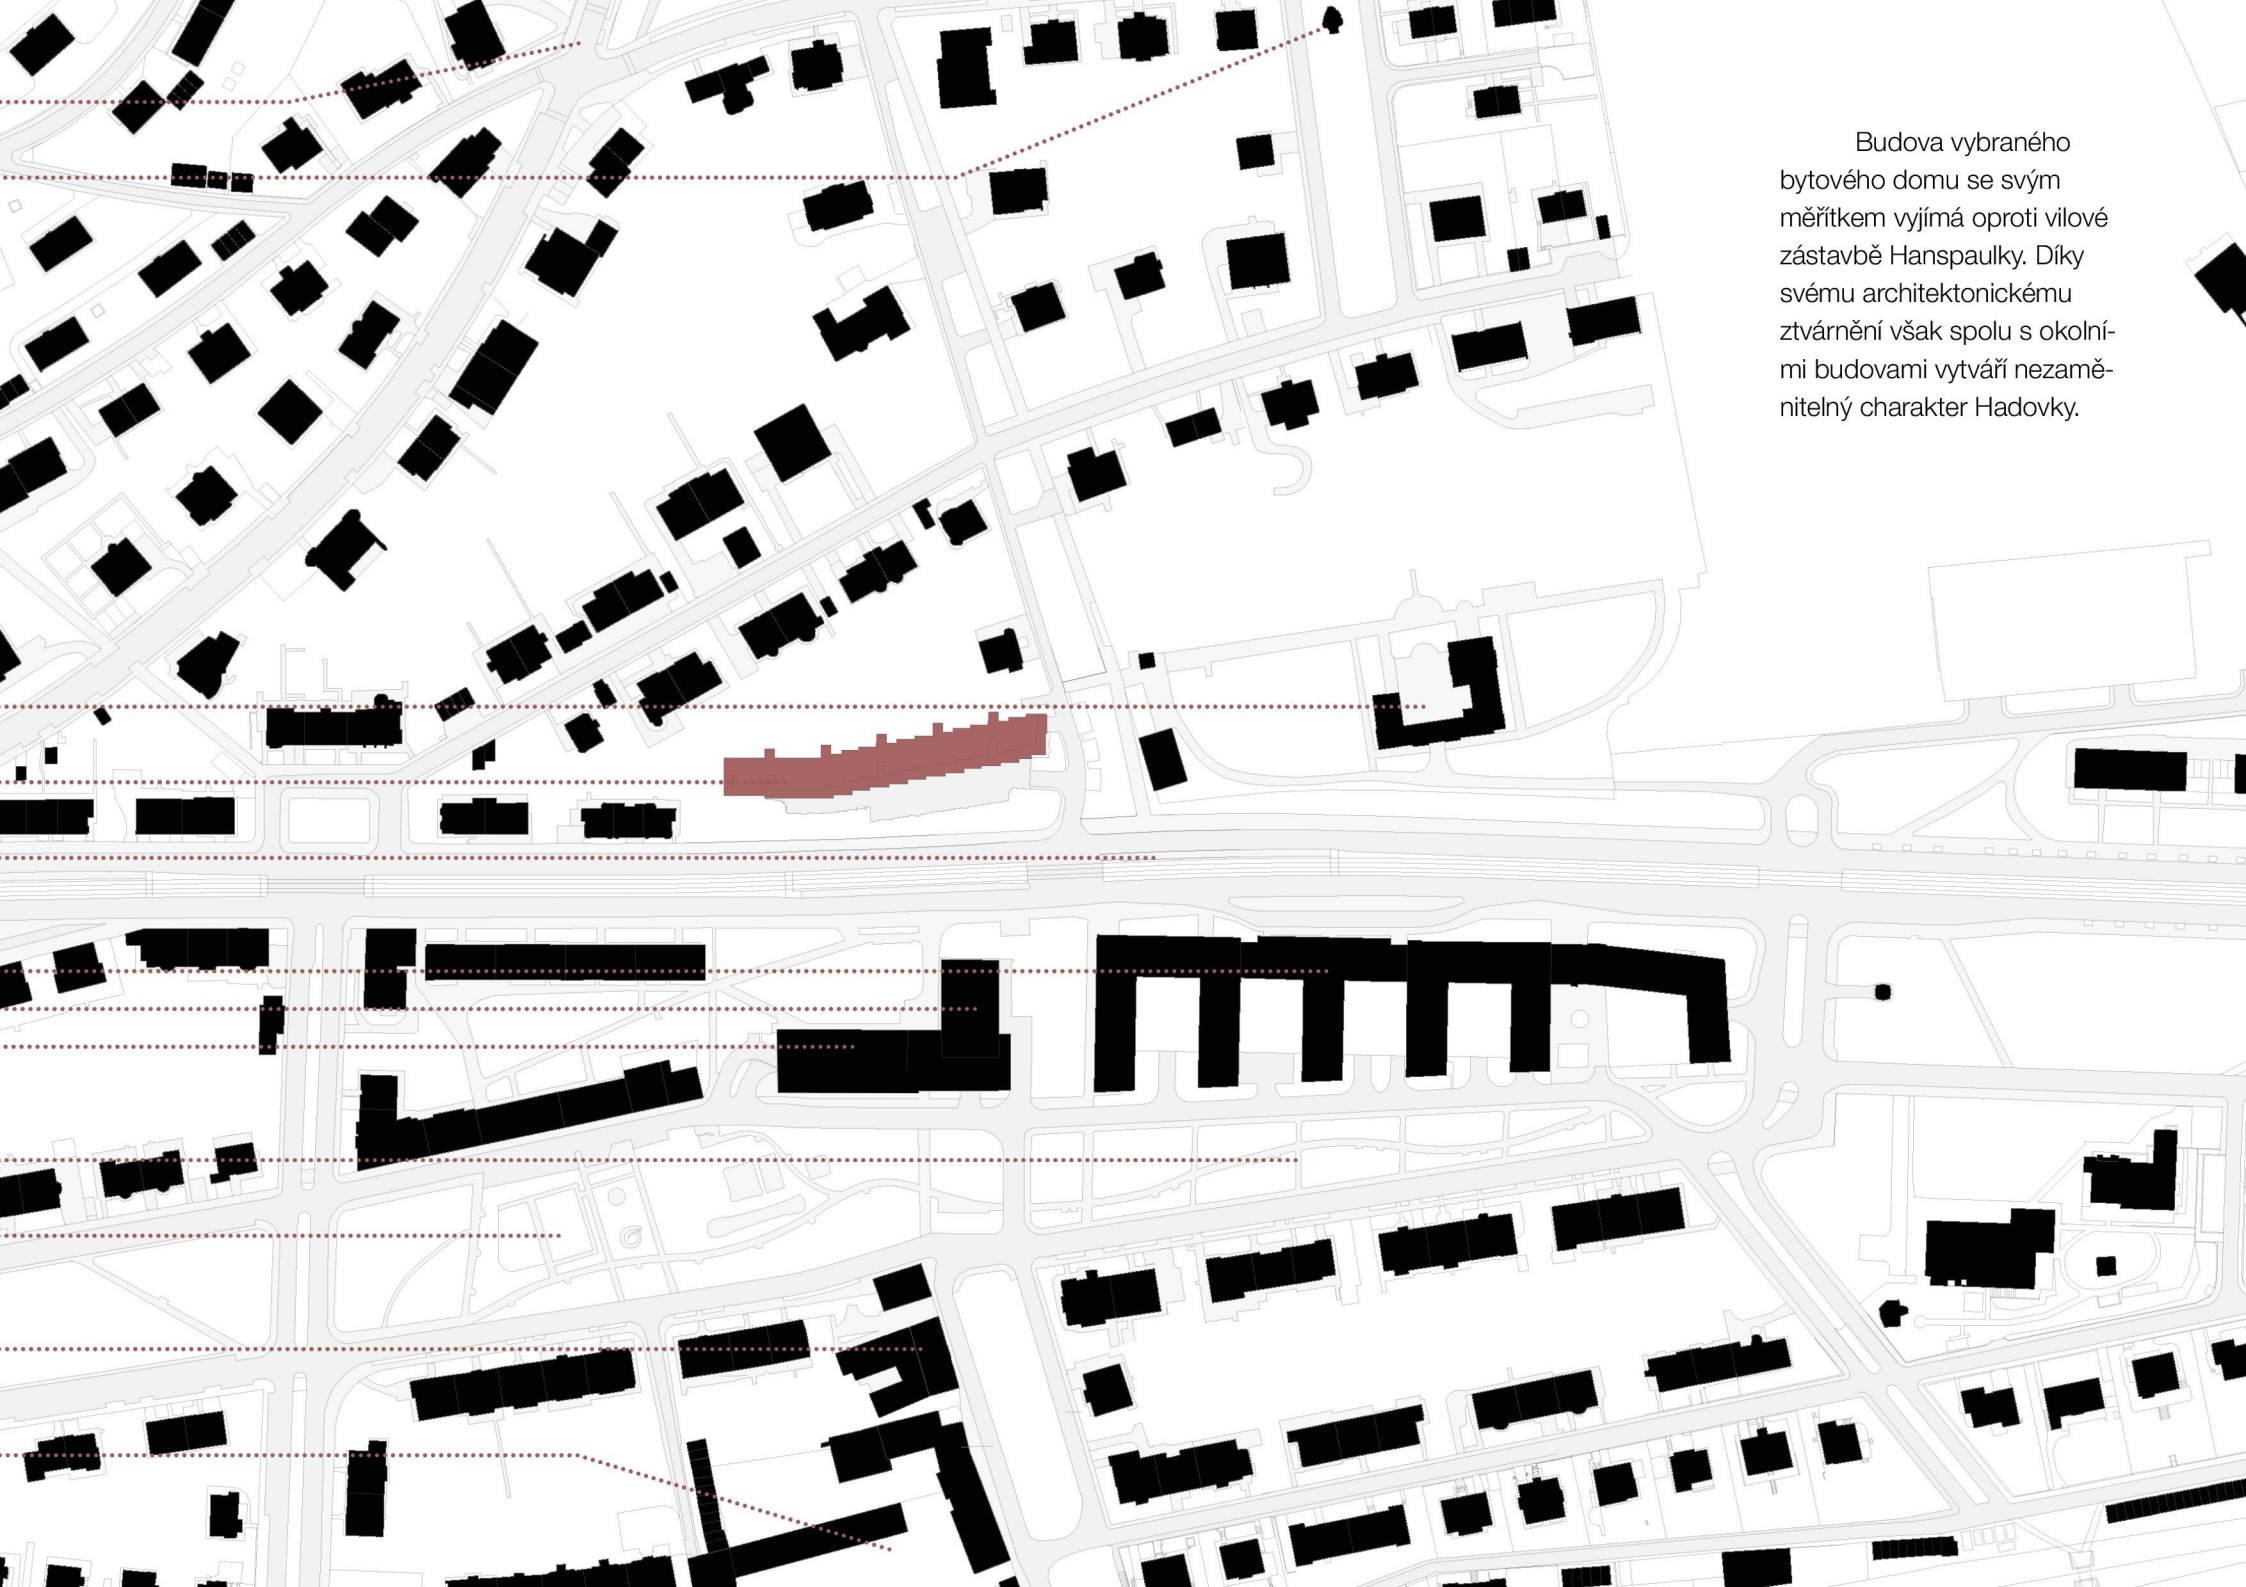 Budova vybraného
bytového domu se svým
měřítkem vyjímá oproti vilové
zástavbě Hanspaulky. Díky
svému architektonickému
ztvárnění však spolu s okolní-
mi budovami vytváří nezamě-
nitelný charakter Hadovky.